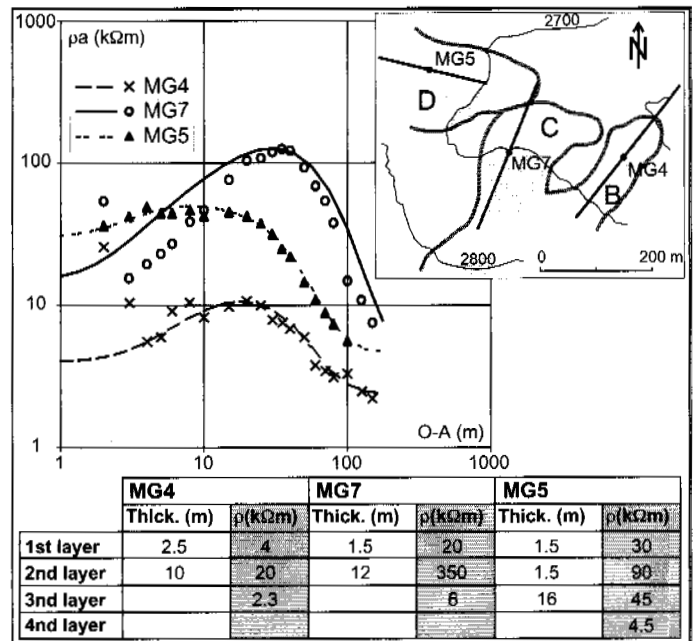 1000
ρa (kΩm)
MG4
MG7
MG5
100
10
1
O-A (m)
1 10 100 1000
2700
N
MG5
D
C
MG7
MG4
B
2800
0 200 m
MG4 MG7 MG5
Thick. (m) ρ(kΩm) Thick. (m) ρ(kΩm) Thick. (m) ρ(kΩm)
1st layer 2.5 4 1.5 20 1.5 30
2nd layer 10 20 12 350 1.5 90
3nd layer 2.3 6 16 45
4nd layer 4.5